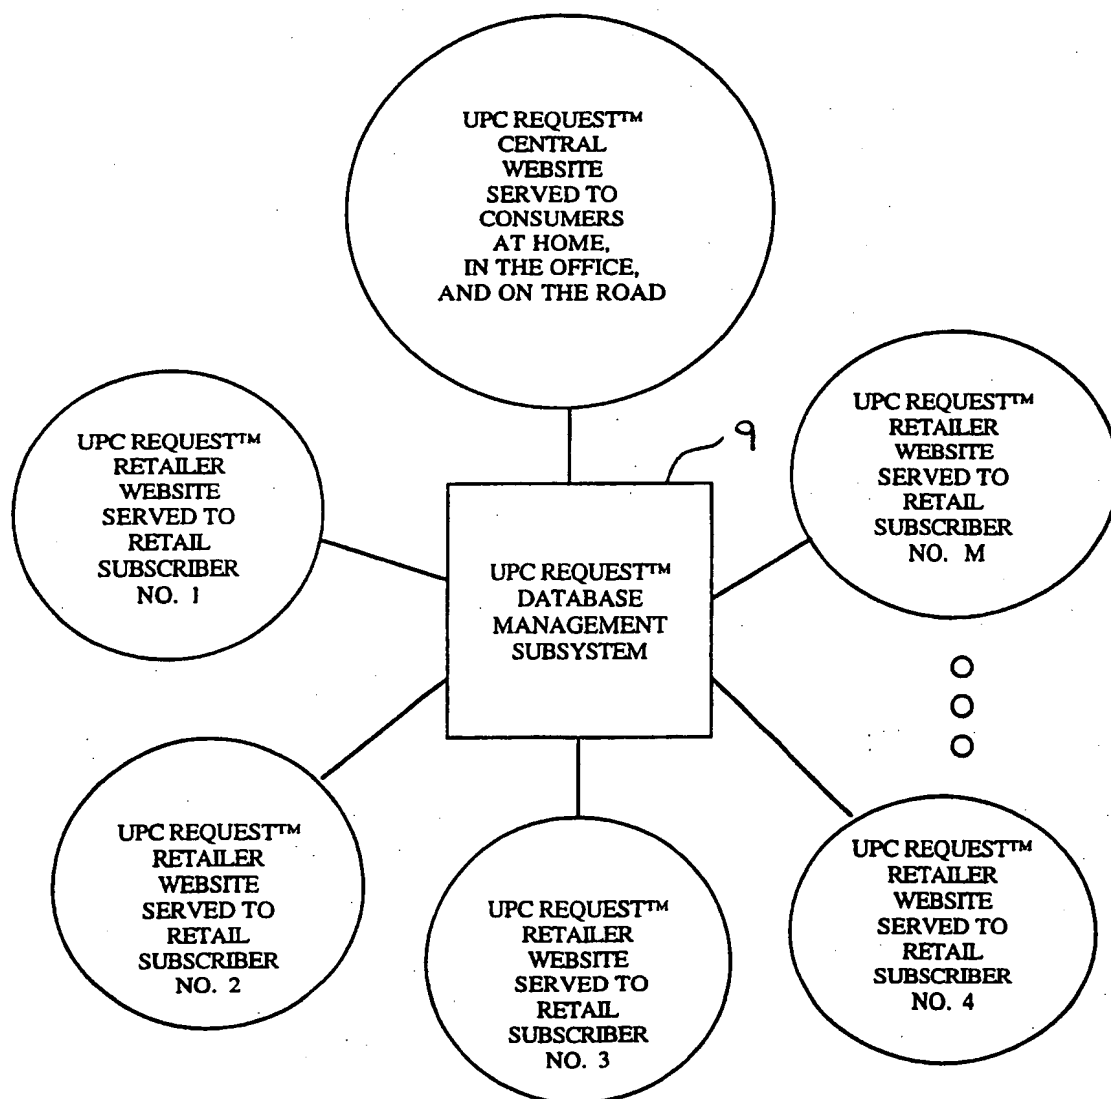 UPC REQUEST™
CENTRAL
WEBSITE
SERVED TO
CONSUMERS
AT HOME,
IN THE OFFICE,
AND ON THE ROAD
9
UPC REQUEST™
RETAILER
WEBSITE
SERVED TO
RETAIL
SUBSCRIBER
NO. 1
UPC REQUEST™
DATABASE
MANAGEMENT
SUBSYSTEM
UPC REQUEST™
RETAILER
WEBSITE
SERVED TO
RETAIL
SUBSCRIBER
NO. M
UPC REQUEST™
RETAILER
WEBSITE
SERVED TO
RETAIL
SUBSCRIBER
NO. 2
UPC REQUEST™
RETAILER
WEBSITE
SERVED TO
RETAIL
SUBSCRIBER
NO. 3
UPC REQUEST™
RETAILER
WEBSITE
SERVED TO
RETAIL
SUBSCRIBER
NO. 4